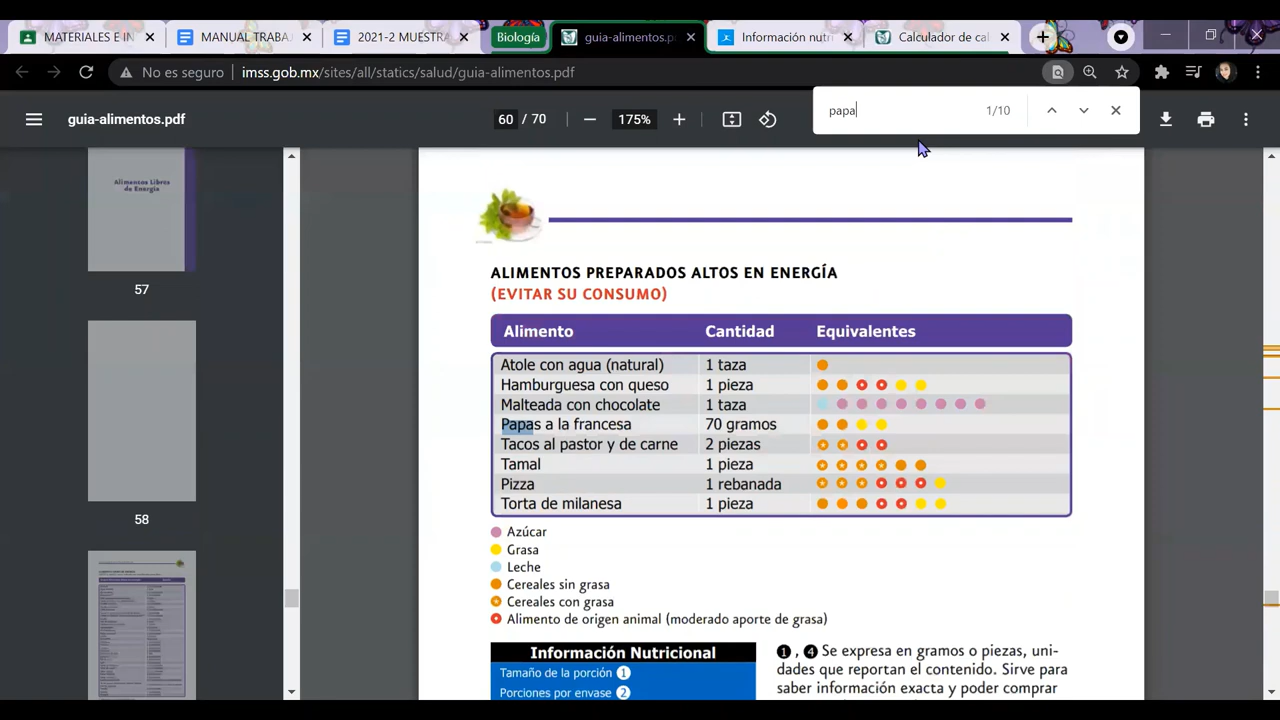 MATERIALES E IN
MANUAL TRABA
2021-2 MUESTRA
Biología
guia-alimentos.p
Información nutr
Calculador de cal
No es seguro
imss.gob.mx/sites/all/statics/salud/guia-alimentos.pdf
papa
1/10
guia-alimentos.pdf
60 / 70
175%
Alimentos Libres
de Energía
57
58
ALIMENTOS PREPARADOS ALTOS EN ENERGÍA
(EVITAR SU CONSUMO)
Alimento Cantidad Equivalentes
Atole con agua (natural) 1 taza
Hamburguesa con queso 1 pieza
Malteada con chocolate 1 taza
Papas a la francesa 70 gramos
Tacos al pastor y de carne 2 piezas
Tamal 1 pieza
Pizza 1 rebanada
Torta de milanesa 1 pieza
Azúcar
Grasa
Leche
Cereales sin grasa
Cereales con grasa
Alimento de origen animal (moderado aporte de grasa)
Información Nutricional
Tamaño de la porción 1
Porciones por envase 2
1 , 4 Se expresa en gramos o piezas, uni-
dades que reportan el contenido. Sirve para
saber información exacta y poder comprar